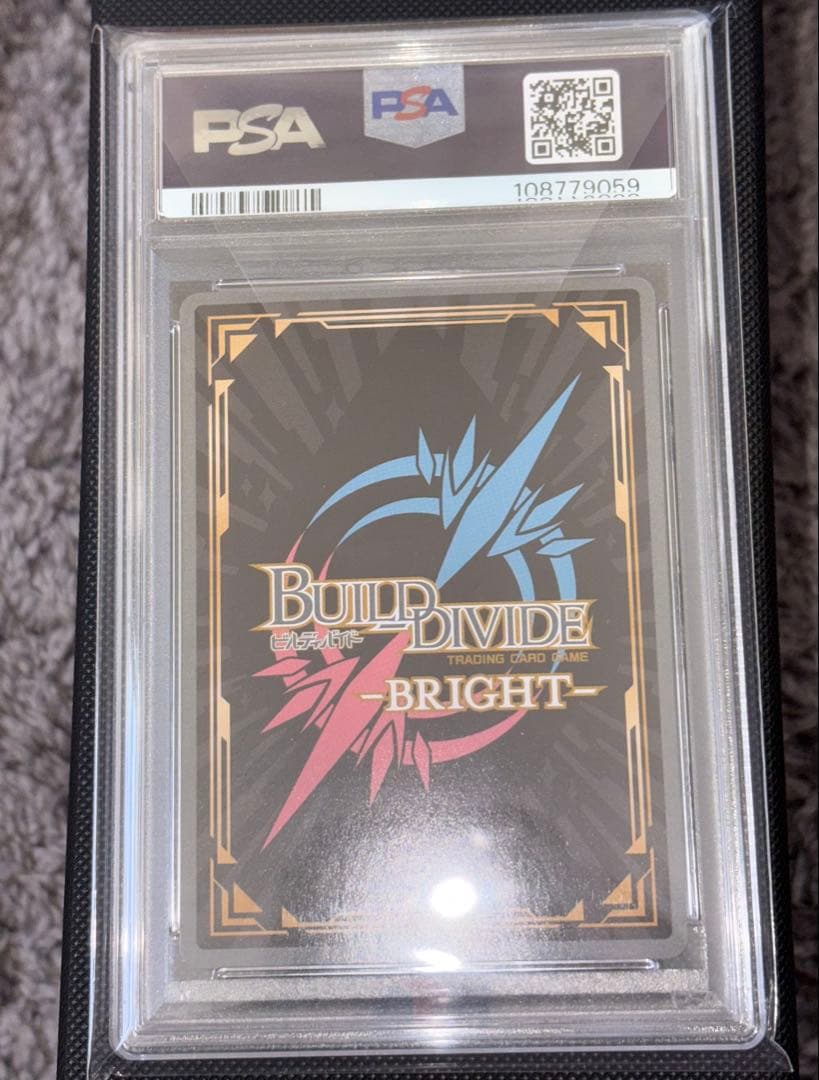 PSA
PSA
108779059
BUILD DIVIDE
ビルディバイド
TRADING CARD GAME
-BRIGHT-